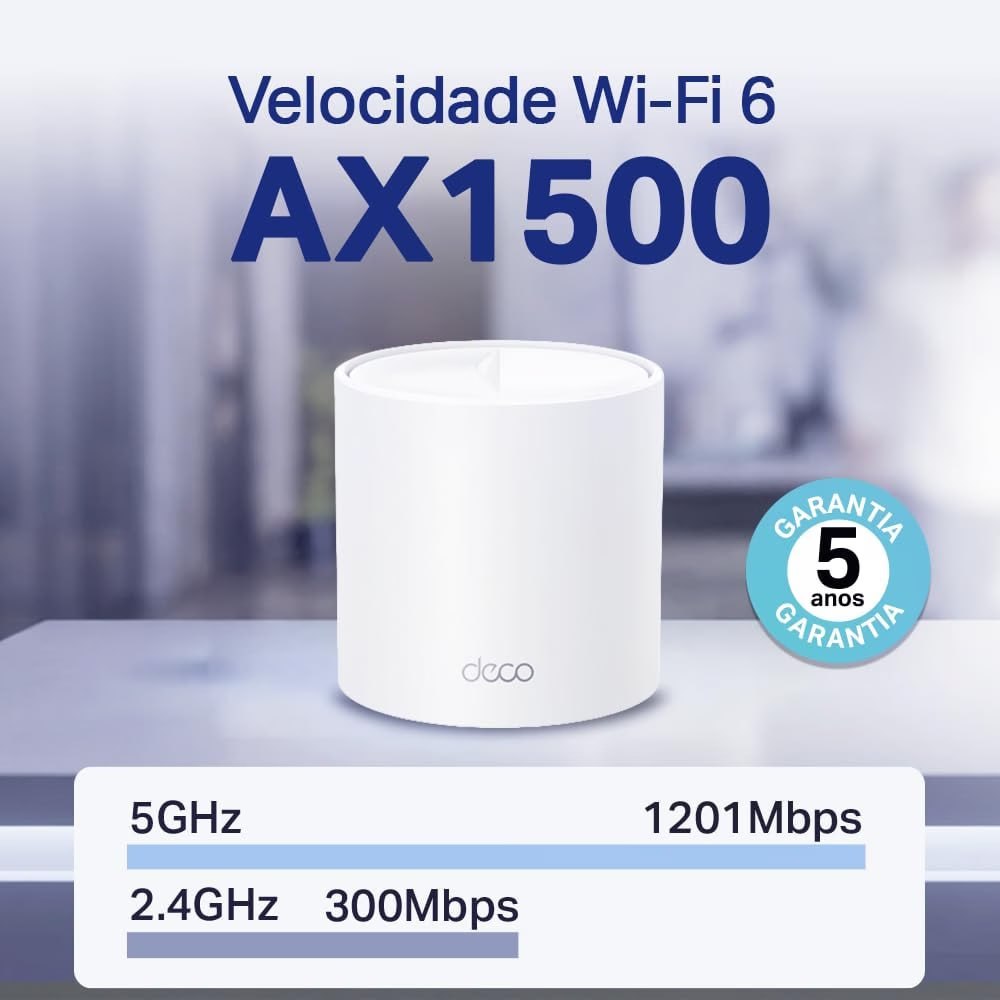 Velocidade Wi-Fi 6
AX1500
GARANTIA
5
anos
GARANTIA
deco
5GHz 1201Mbps
2.4GHz 300Mbps